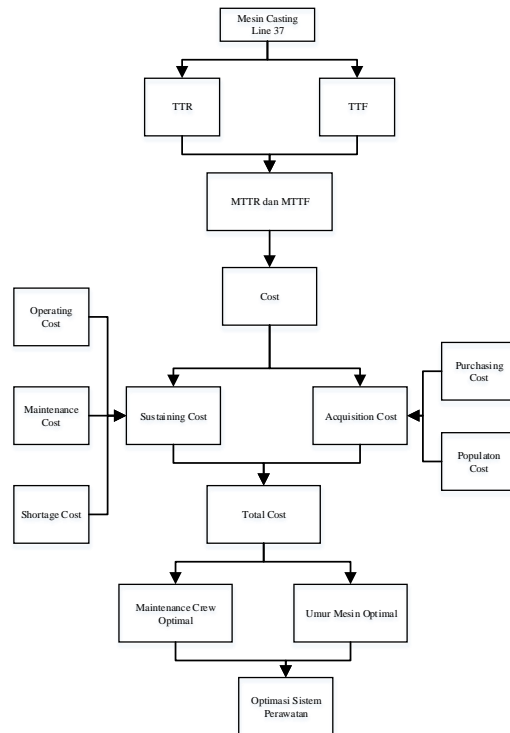 Mesin Casting
Line 37
TTR
TTF
MTTR dan MTTF
Cost
Operating
Cost
Purchasing
Cost
Maintenance
Cost
Sustaining Cost
Acquisition Cost
Populaton
Cost
Shortage Cost
Total Cost
Maintenance Crew
Optimal
Umur Mesin Optimal
Optimasi Sistem
Perawatan